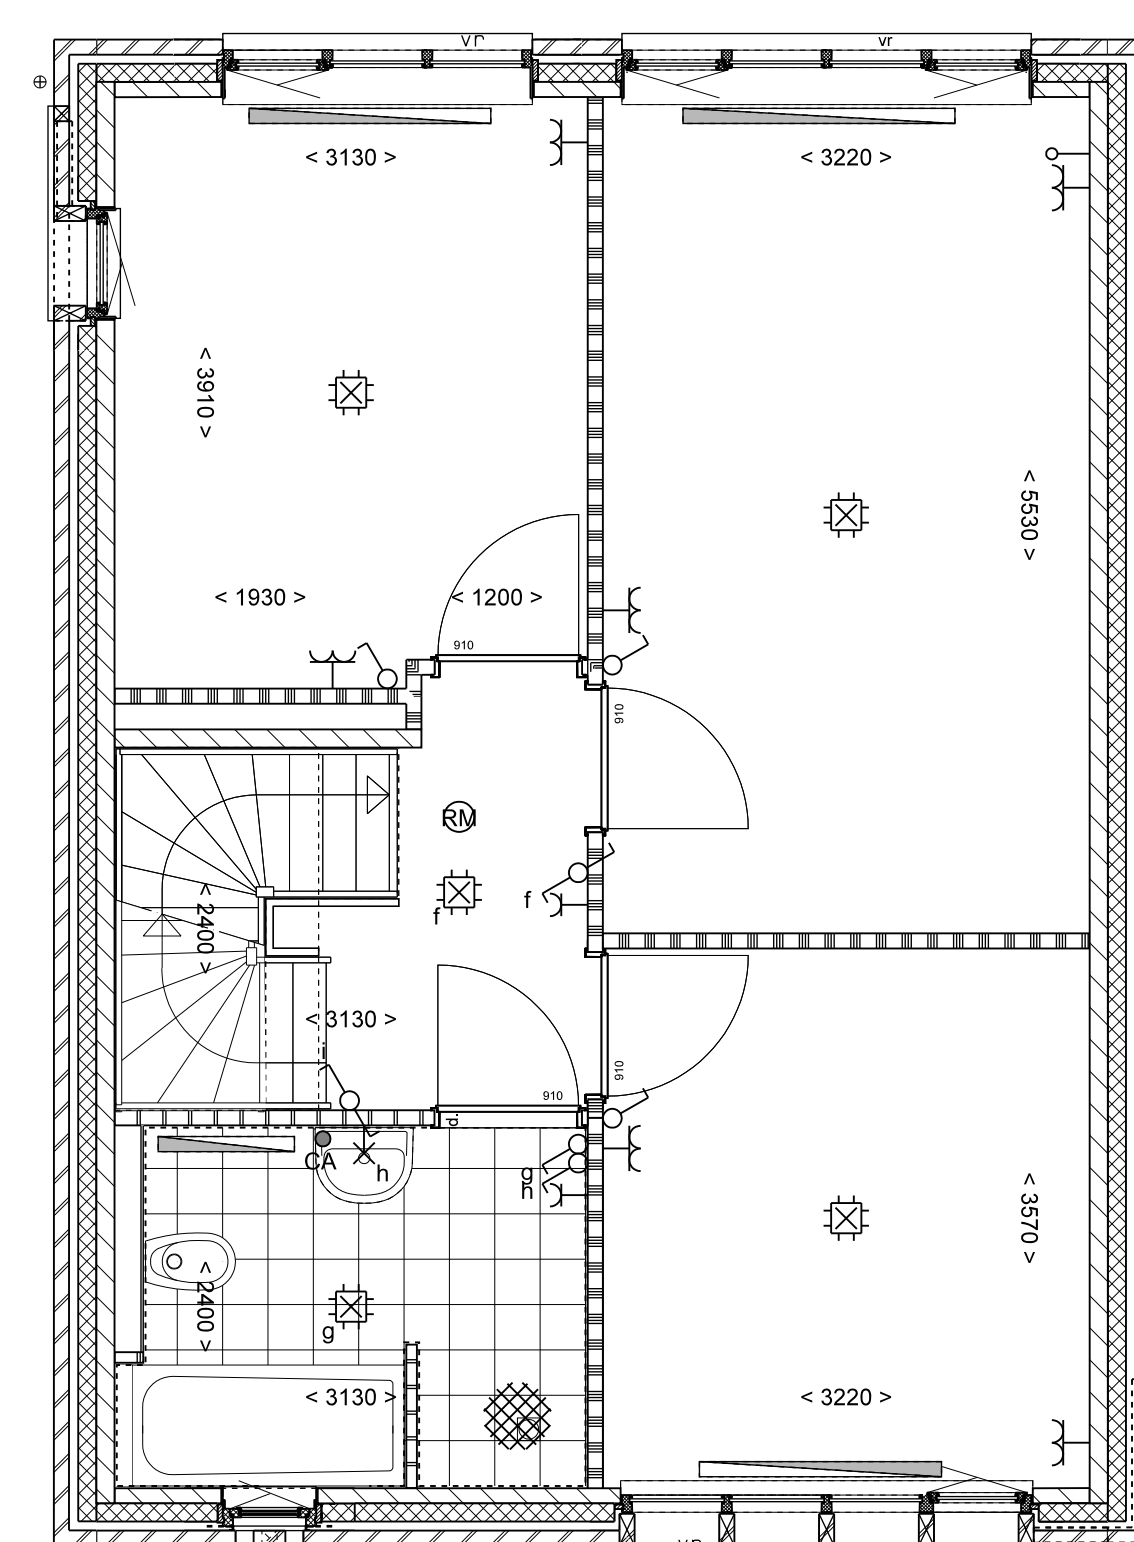 vr
vr
< 3130 >
< 3220 >
< 3910 >
< 5530 >
< 1930 >
< 1200 >
910
910
RM
f
f
< 2400 >
< 3130 >
i
910
910
d.
CA
h
g
h
< 3570 >
< 2400 >
g
< 3130 >
< 3220 >
vr